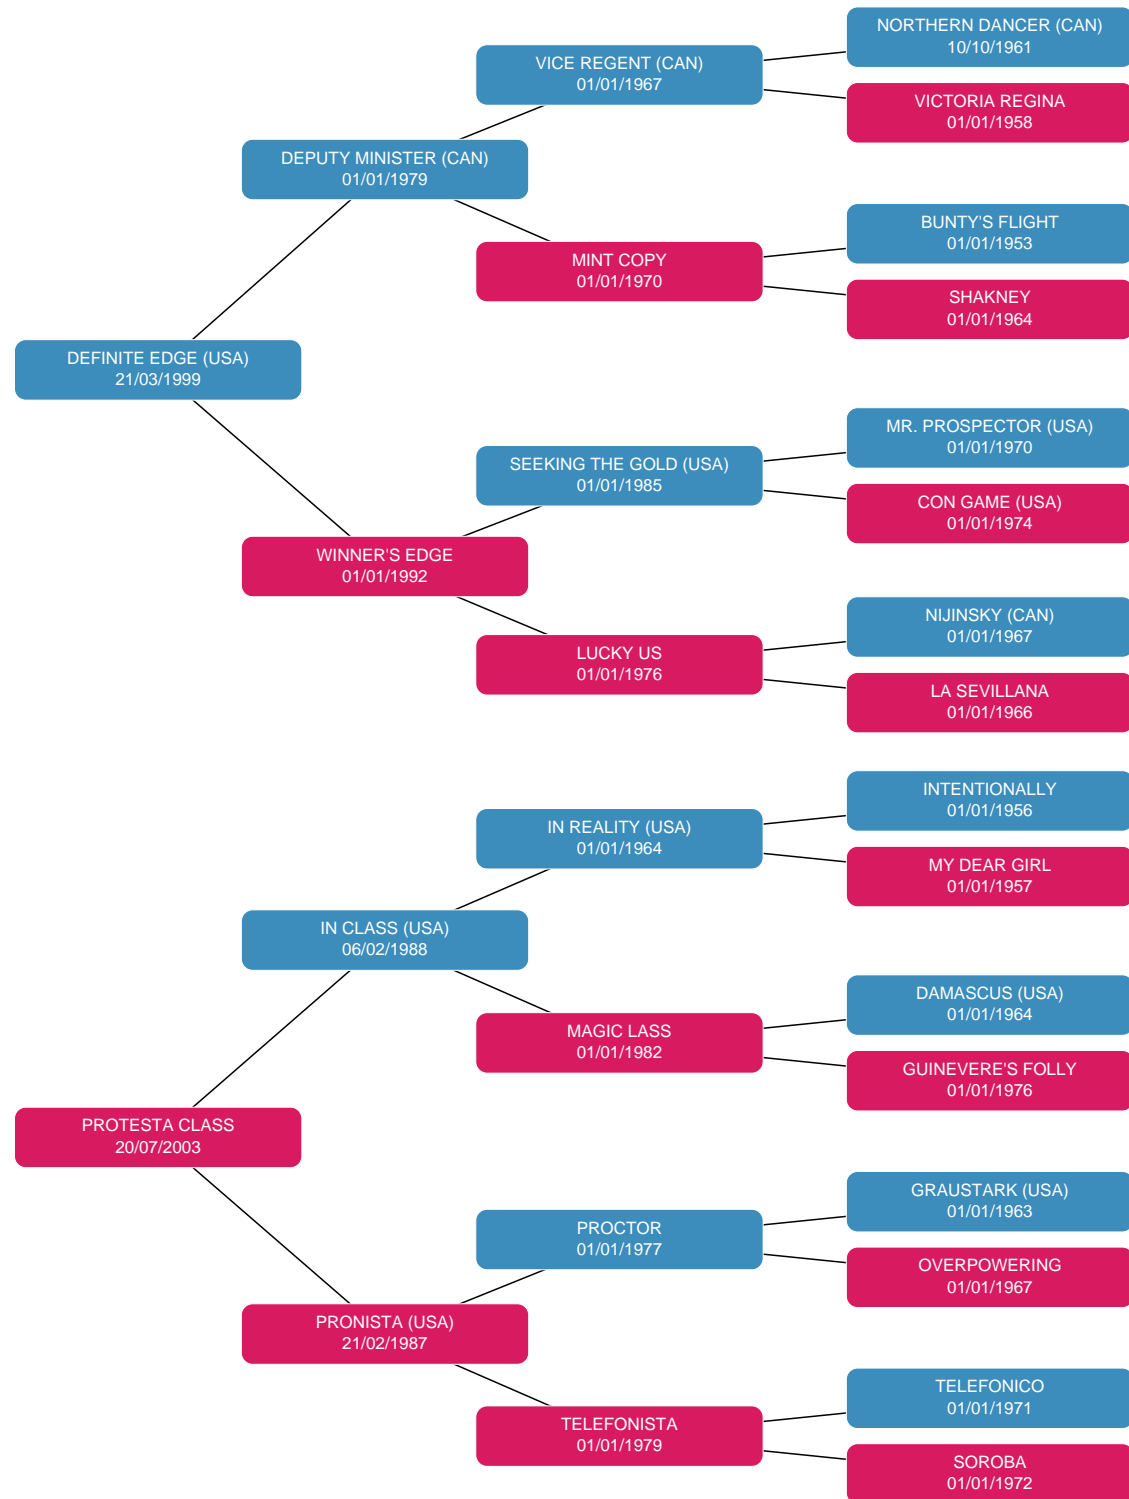 NORTHERN DANCER (CAN)
10/10/1961
VICE REGENT (CAN)
01/01/1967
VICTORIA REGINA
01/01/1958
DEPUTY MINISTER (CAN)
01/01/1979
BUNTY'S FLIGHT
01/01/1953
MINT COPY
01/01/1970
SHAKNEY
01/01/1964
DEFINITE EDGE (USA)
21/03/1999
MR. PROSPECTOR (USA)
01/01/1970
SEEKING THE GOLD (USA)
01/01/1985
CON GAME (USA)
01/01/1974
WINNER'S EDGE
01/01/1992
NIJINSKY (CAN)
01/01/1967
LUCKY US
01/01/1976
LA SEVILLANA
01/01/1966
INTENTIONALLY
01/01/1956
IN REALITY (USA)
01/01/1964
MY DEAR GIRL
01/01/1957
IN CLASS (USA)
06/02/1988
DAMASCUS (USA)
01/01/1964
MAGIC LASS
01/01/1982
GUINEVERE'S FOLLY
01/01/1976
PROTESTA CLASS
20/07/2003
GRAUSTARK (USA)
01/01/1963
PROCTOR
01/01/1977
OVERPOWERING
01/01/1967
PRONISTA (USA)
21/02/1987
TELEFONICO
01/01/1971
TELEFONISTA
01/01/1979
SOROBA
01/01/1972